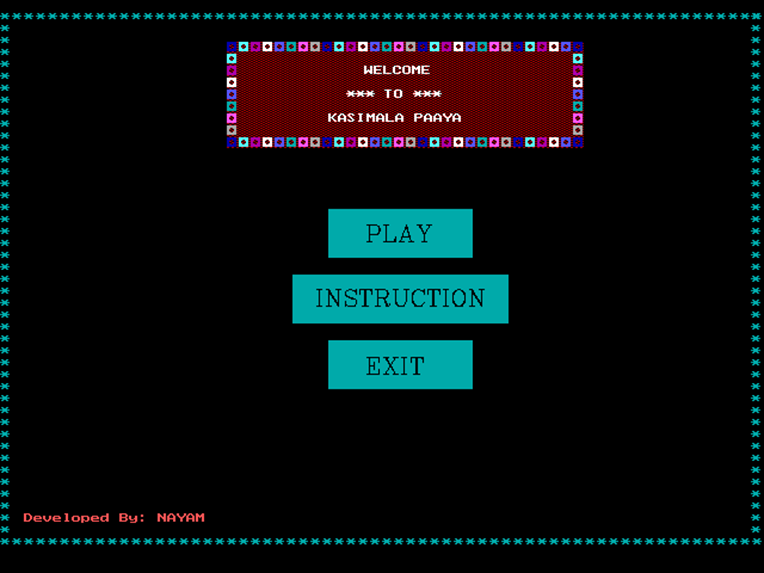 WELCOME
*** TO ***
KASIMALA PAAYA
PLAY
INSTRUCTION
EXIT
Developed By: NAYAM